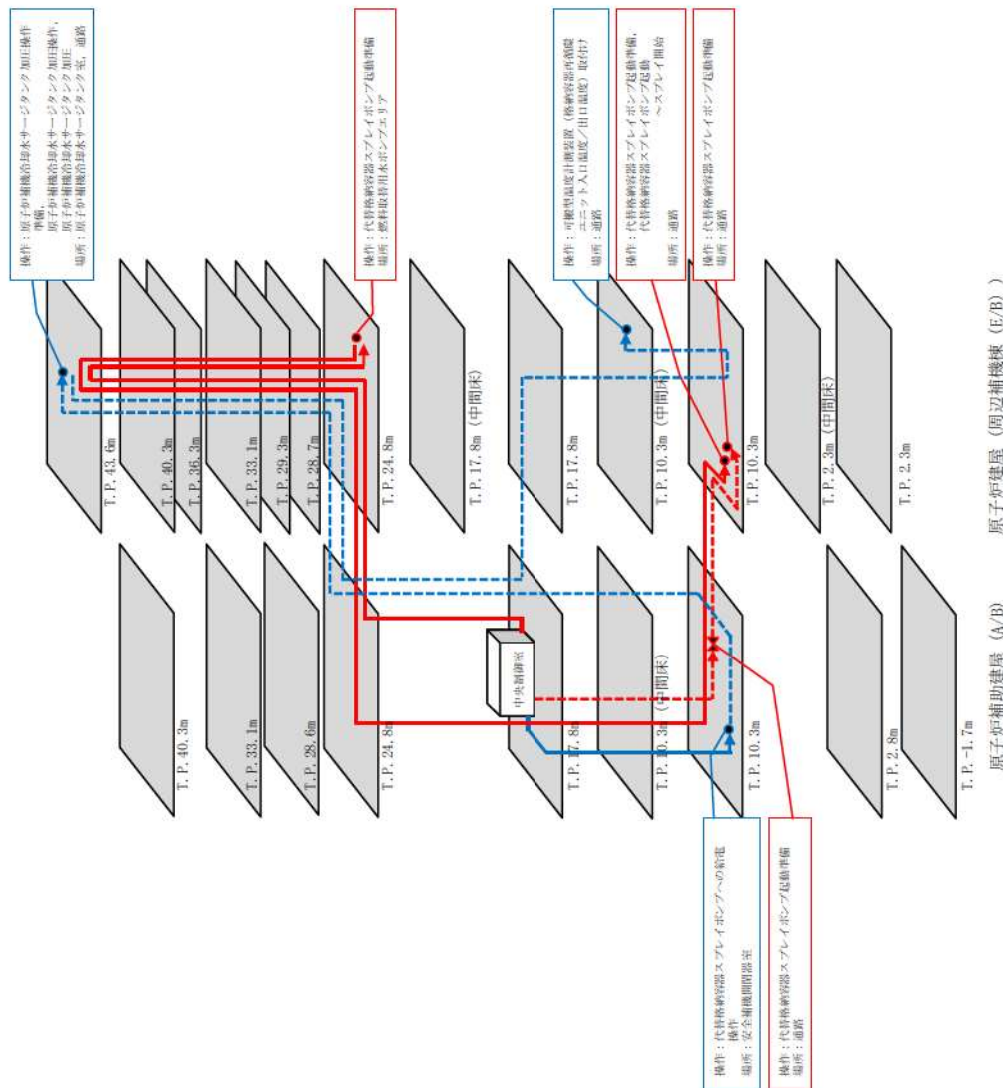 操作：原子炉補機冷却水サージタンク加圧操作
準備，
原子炉補機冷却水サージタンク加圧操作，
原子炉補機冷却水サージタンク加圧
場所：原子炉補機冷却水サージタンク室，通路
操作：代替格納容器スプレイポンプ起動準備
場所：燃料取替用水ポンプエリア
操作：可搬型温度計測装置（格納容器再循環
ユニット入口温度／出口温度）取付け
場所：通路
操作：代替格納容器スプレイポンプ起動準備，
代替格納容器スプレイポンプ起動
～スプレイ開始
場所：通路
操作：代替格納容器スプレイポンプ起動準備
場所：通路
T.P.43.6m
T.P.40.3m
T.P.36.3m
T.P.33.1m
T.P.29.3m
T.P.28.7m
T.P.24.8m
T.P.17.8m（中間床）
T.P.17.8m
T.P.10.3m（中間床）
T.P.10.3m
T.P.2.3m（中間床）
T.P.2.3m
原子炉建屋（周辺補機棟（E/B））
T.P.40.3m
T.P.33.1m
T.P.28.6m
T.P.24.8m
中央制御室
T.P.17.8m
T.P.10.3m（中間床）
T.P.10.3m
T.P.2.8m
T.P.-1.7m
原子炉補助建屋（A/B）
操作：代替格納容器スプレイポンプへの給電
操作
場所：安全補機開閉器室
操作：代替格納容器スプレイポンプ起動準備
場所：通路